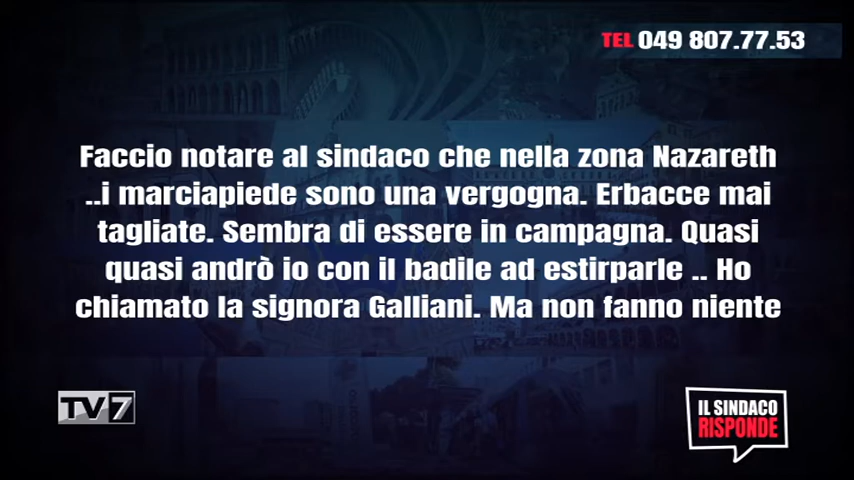 TEL 049 807.77.53
Faccio notare al sindaco che nella zona Nazareth
..i marciapiede sono una vergogna. Erbacce mai
tagliate. Sembra di essere in campagna. Quasi
quasi andrò io con il badile ad estirparle .. Ho
chiamato la signora Galliani. Ma non fanno niente
TV7
IL SINDACO
RISPONDE